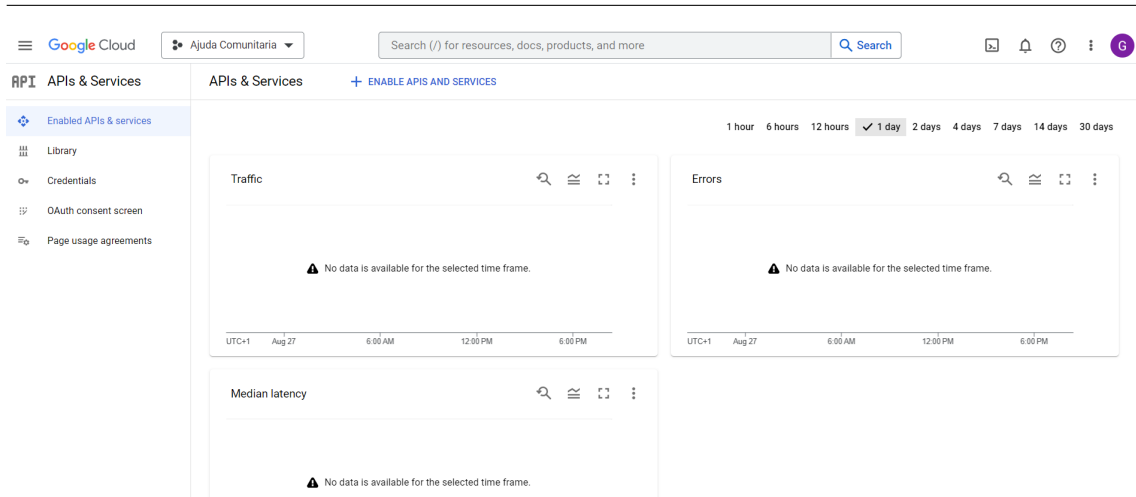 Google Cloud
Ajuda Comunitaria
Search (/) for resources, docs, products, and more
Search
G
API APIs & Services
APIs & Services
ENABLE APIS AND SERVICES
Enabled APIs & services
Library
Credentials
OAuth consent screen
Page usage agreements
1 hour 6 hours 12 hours 1 day 2 days 4 days 7 days 14 days 30 days
Traffic
No data is available for the selected time frame.
UTC+1 Aug 27 6:00 AM 12:00 PM 6:00 PM
Errors
No data is available for the selected time frame.
UTC+1 Aug 27 6:00 AM 12:00 PM 6:00 PM
Median latency
No data is available for the selected time frame.